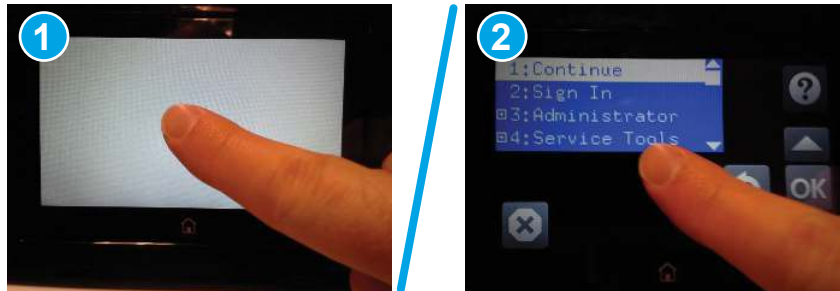 1
2
1:Continue
2:Sign In
+3:Administrator
+4:Service Tools
?
OK